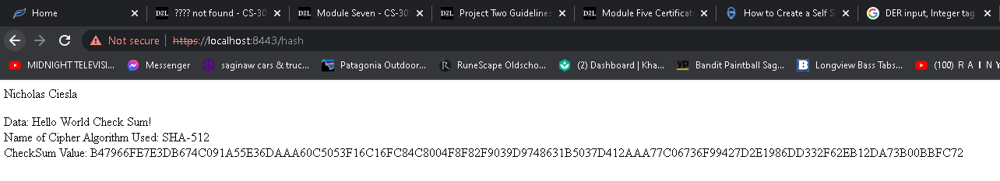 Home
???? not found - CS-30
Module Seven - CS-30
Project Two Guidelines
Module Five Certificat
How to Create a Self Si
DER input, Integer tag
Not secure | https://localhost:8443/hash
MIDNIGHT TELEVISI...
Messenger
saginaw cars & truc...
Patagonia Outdoor...
RuneScape Oldscho...
(2) Dashboard | Kha...
Bandit Paintball Sag...
Longview Bass Tabs...
(100) R A I N Y
Nicholas Ciesla
Data: Hello World Check Sum!
Name of Cipher Algorithm Used: SHA-512
CheckSum Value: B47966FE7E3DB674C091A55E36DAAA60C5053F16C16FC84C8004F8F82F9039D9748631B5037D412AAA77C06736F99427D2E1986DD332F62EB12DA73B00BBFC72